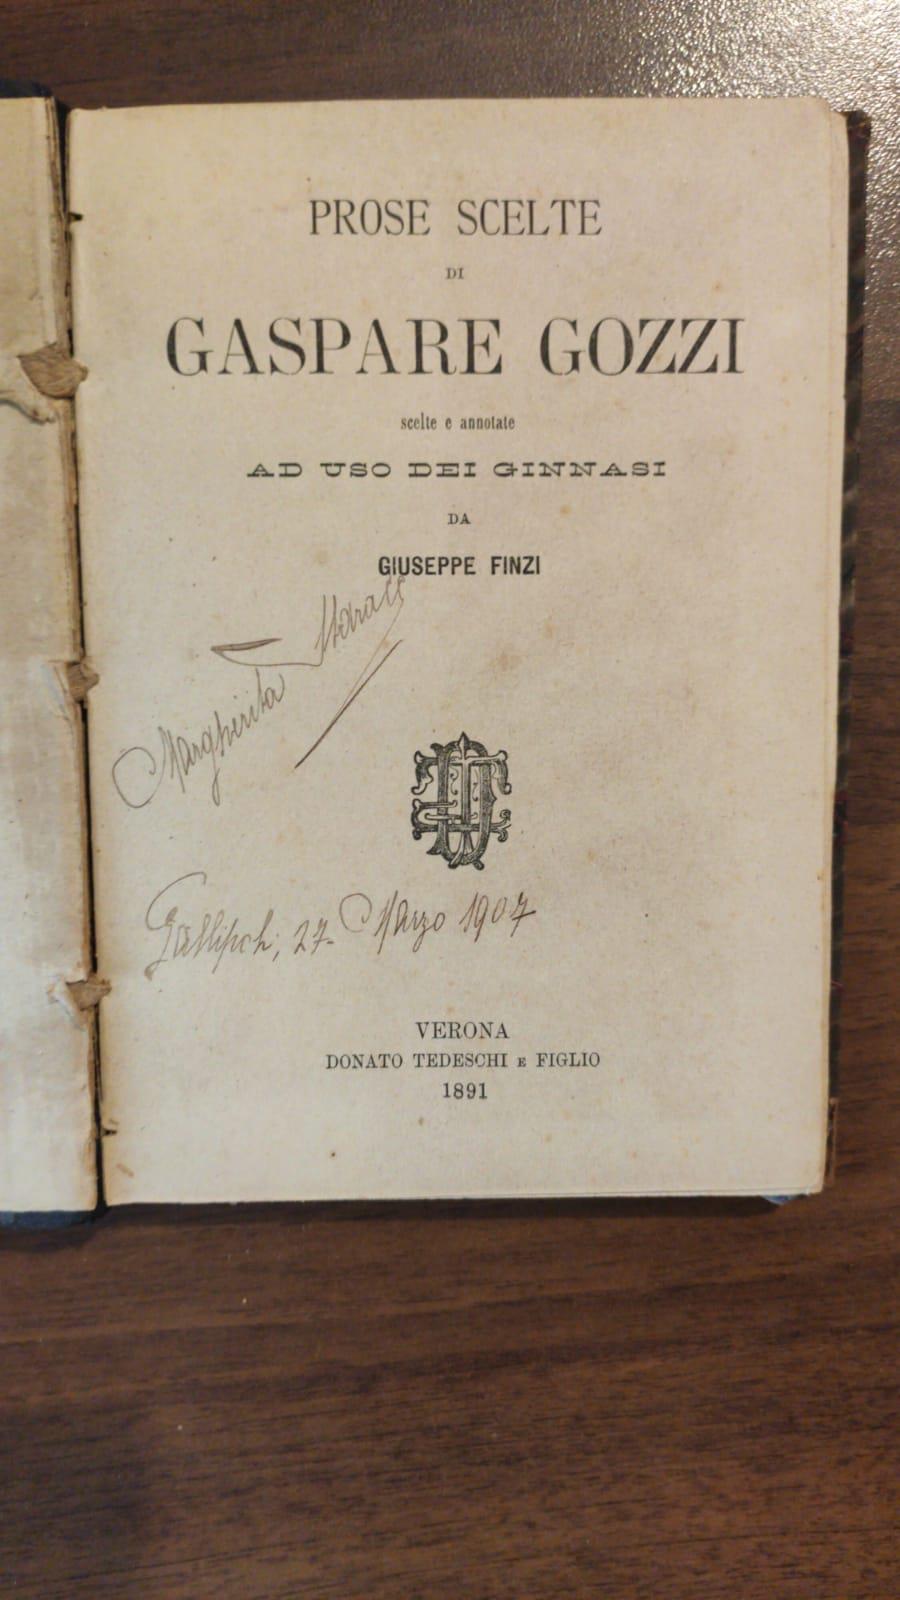 PROSE SCELTE
DI
GASPARE GOZZI
scelte e annotate
AD USO DEI GINNASI
DA
GIUSEPPE FINZI
Margherita Starace
Gallipoli, 27- Marzo 1907
VERONA
DONATO TEDESCHI E FIGLIO
1891